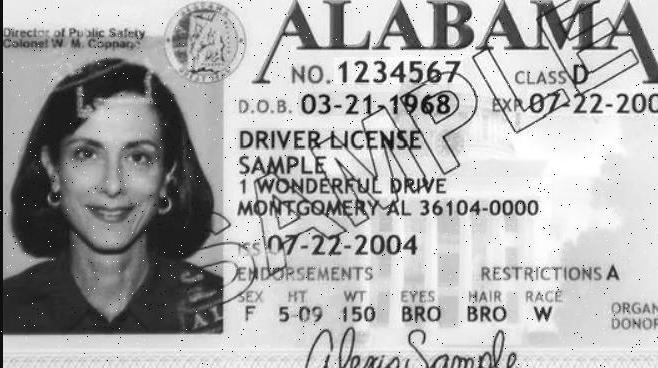 Director of Public Safety
Colonel W. M. Coppage
ALABAMA
NO. 1234567 CLASS D
D.O.B. 03-21-1968 EXP 07-22-200
DRIVER LICENSE
SAMPLE
1 WONDERFUL DRIVE
MONTGOMERY AL 36104-0000
ISS 07-22-2004
ENDORSEMENTS RESTRICTIONS A
SEX HT WT EYES HAIR RACE
F 5-09 150 BRO BRO W
ORGAN
DONOR
Alexis Sample
SAMPLE
AL